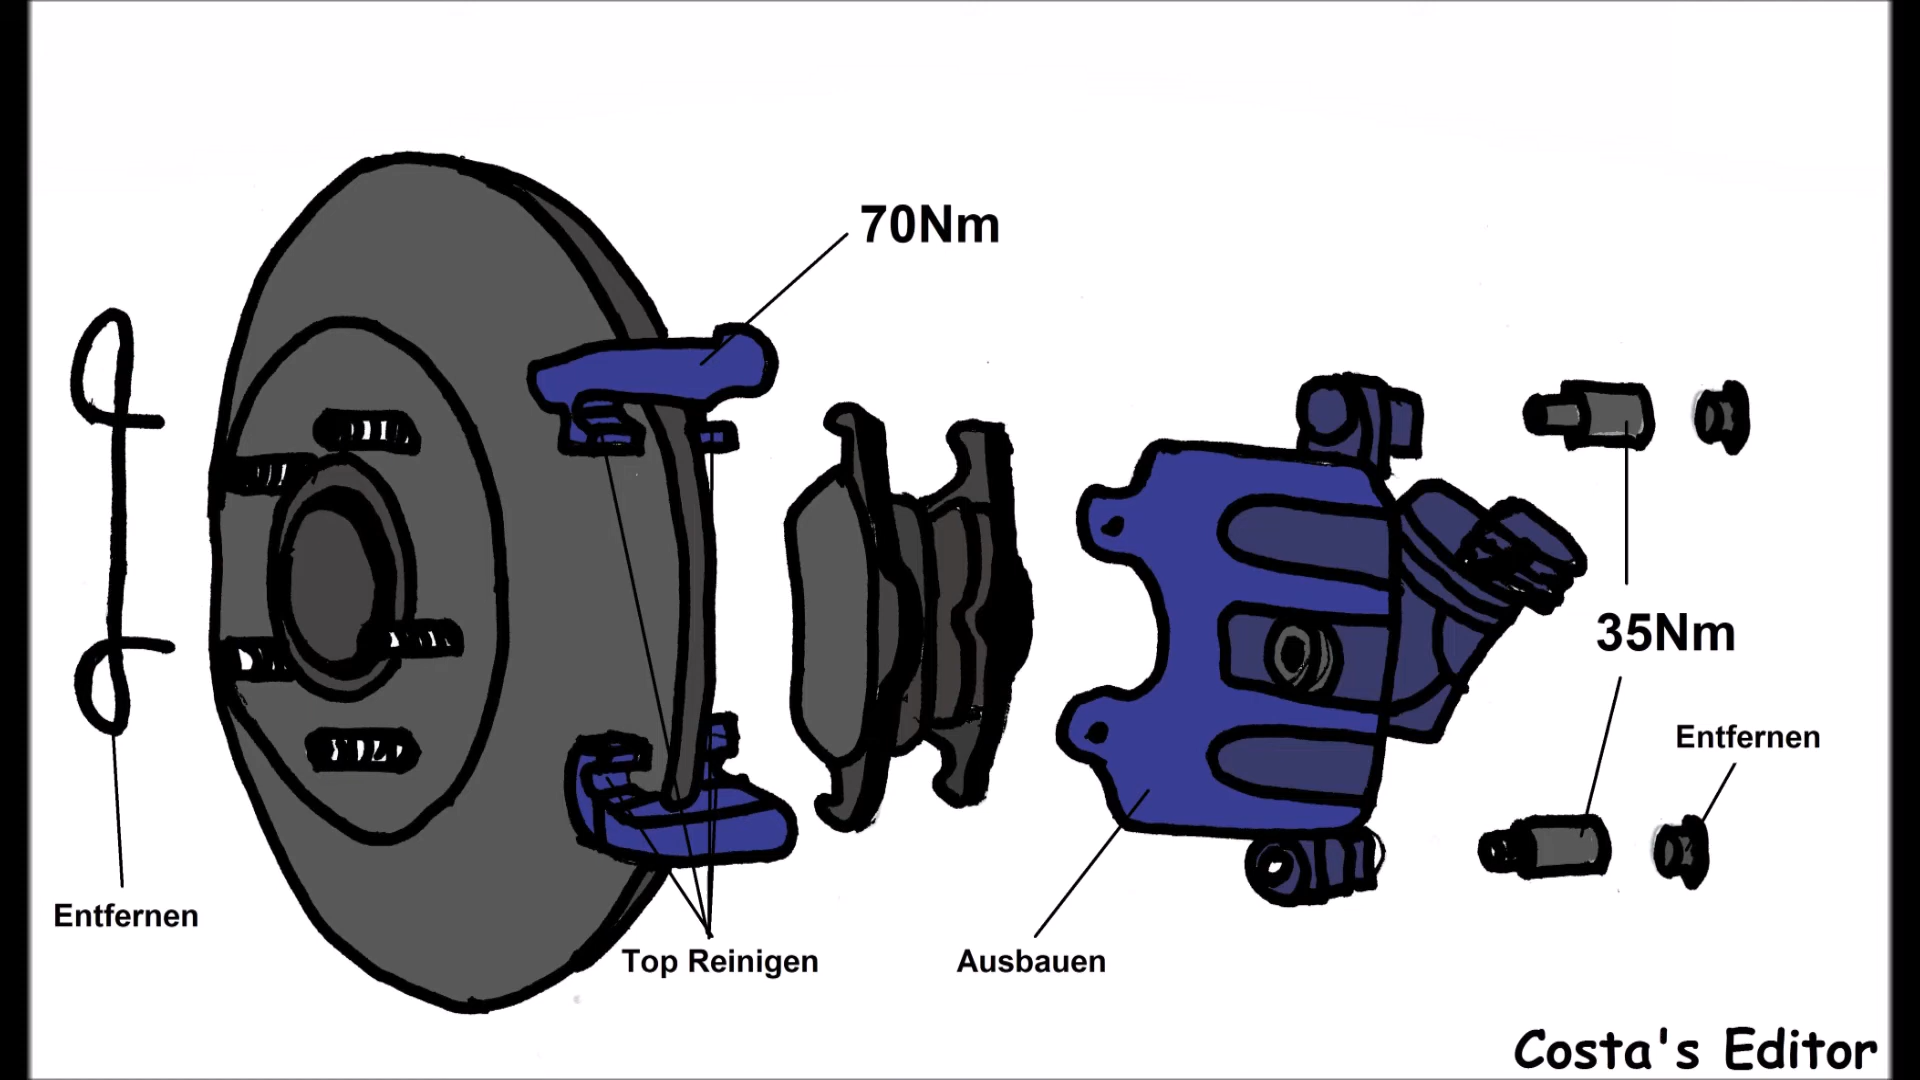 70Nm
35Nm
Entfernen
Entfernen
Top Reinigen
Ausbauen
Costa's Editor